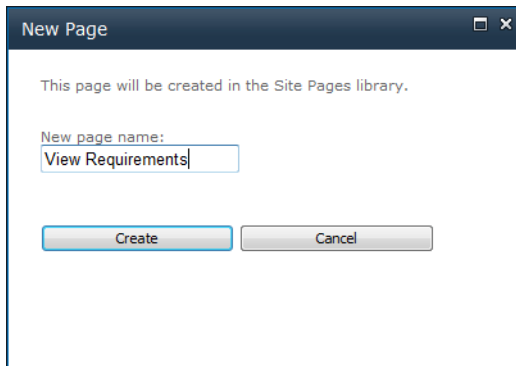 New Page
This page will be created in the Site Pages library.
New page name:
View Requirements
Create Cancel